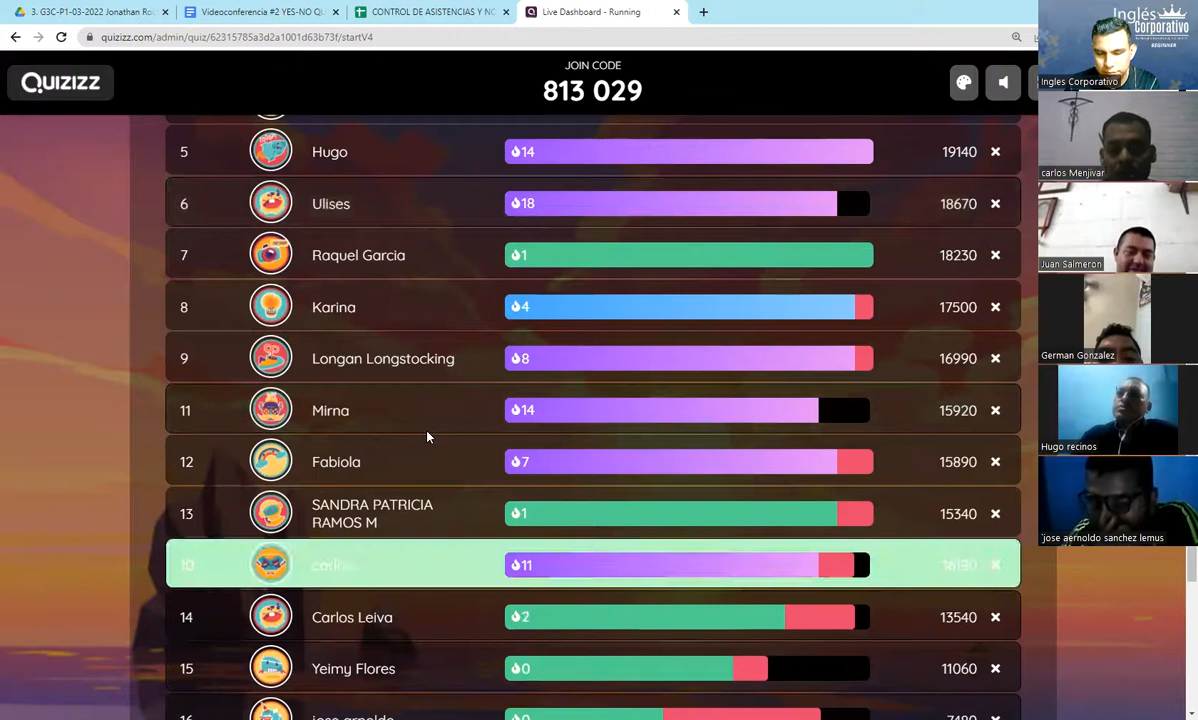 3. G3C-P1-03-2022 Jonathan Ro
Videoconferencia #2 YES-NO QU
CONTROL DE ASISTENCIAS Y NO
Live Dashboard - Running
quizizz.com/admin/quiz/62315785a3d2a1001d63b73f/startV4
Quizizz
JOIN CODE
813 029
5 Hugo 14 19140
6 Ulises 18 18670
7 Raquel Garcia 1 18230
8 Karina 4 17500
9 Longan Longstocking 8 16990
11 Mirna 14 15920
12 Fabiola 7 15890
13 SANDRA PATRICIA
RAMOS M 1 15340
10 11
14 Carlos Leiva 2 13540
15 Yeimy Flores 0 11060
16 jose arnoldo 0 7480
Inglés
Corporativo
BEGINNER
Ingles Corporativo
carlos Menjivar
Juan Salmeron
German Gonzalez
Hugo recinos
'jose aernoldo sanchez lemus